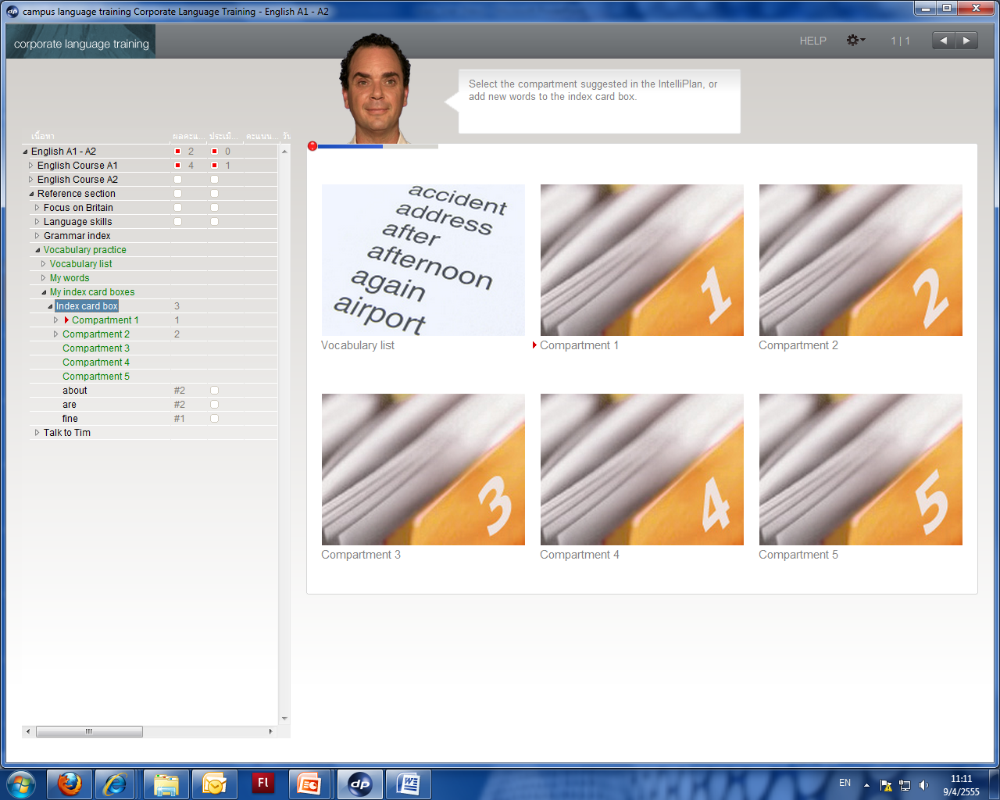 campus language training Corporate Language Training - English A1 - A2
corporate language training
HELP
1 | 1
Select the compartment suggested in the IntelliPlan, or
add new words to the index card box.
เนื้อหา ผลคะแ... ประเมิ... คะแนน... วัน
English A1 - A2 2 0
English Course A1 4 1
English Course A2
Reference section
Focus on Britain
Language skills
Grammar index
Vocabulary practice
Vocabulary list
My words
My index card boxes
Index card box 3
Compartment 1 1
Compartment 2 2
Compartment 3
Compartment 4
Compartment 5
about #2
are #2
fine #1
Talk to Tim
accident
address
after
afternoon
again
airport
Vocabulary list
1
Compartment 1
2
Compartment 2
3
Compartment 3
4
Compartment 4
5
Compartment 5
Fl
dp
EN
11:11
9/4/2555